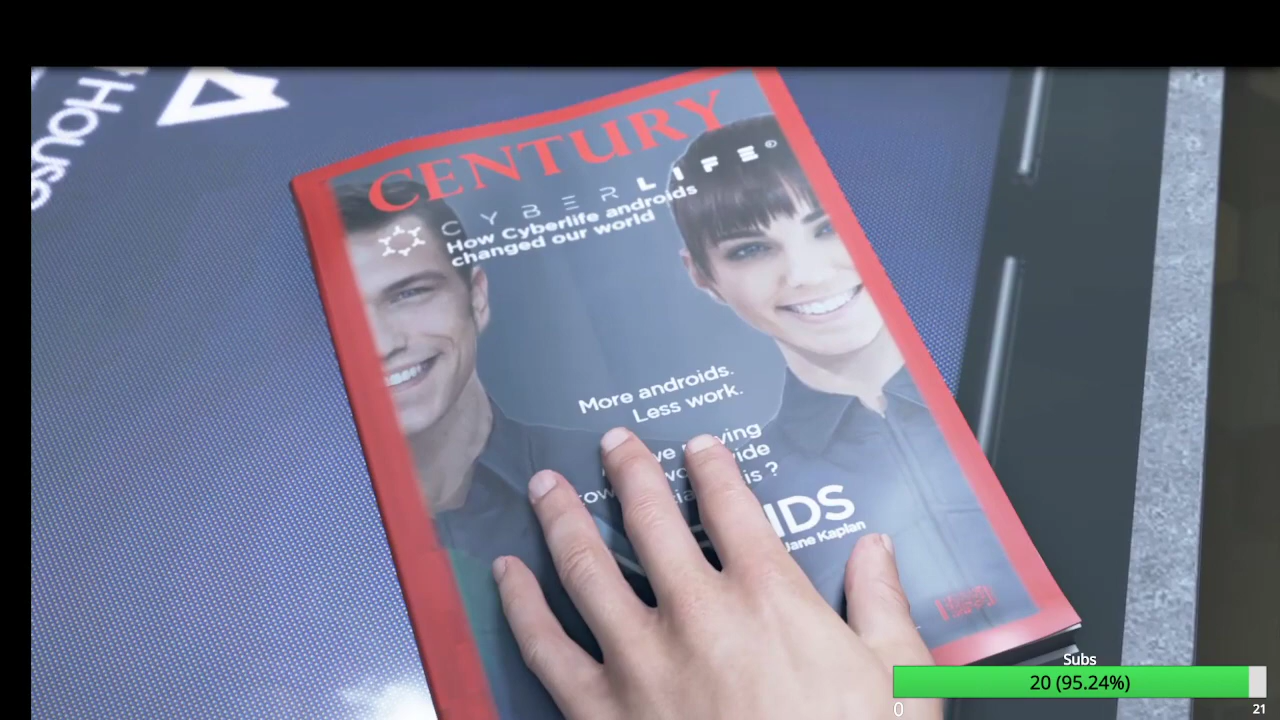 House
CENTURY
CYBERLIFE
How Cyberlife androids
changed our world
More androids.
Less work.
IDS
Jane Kaplan
Subs
20 (95.24%)
0
21